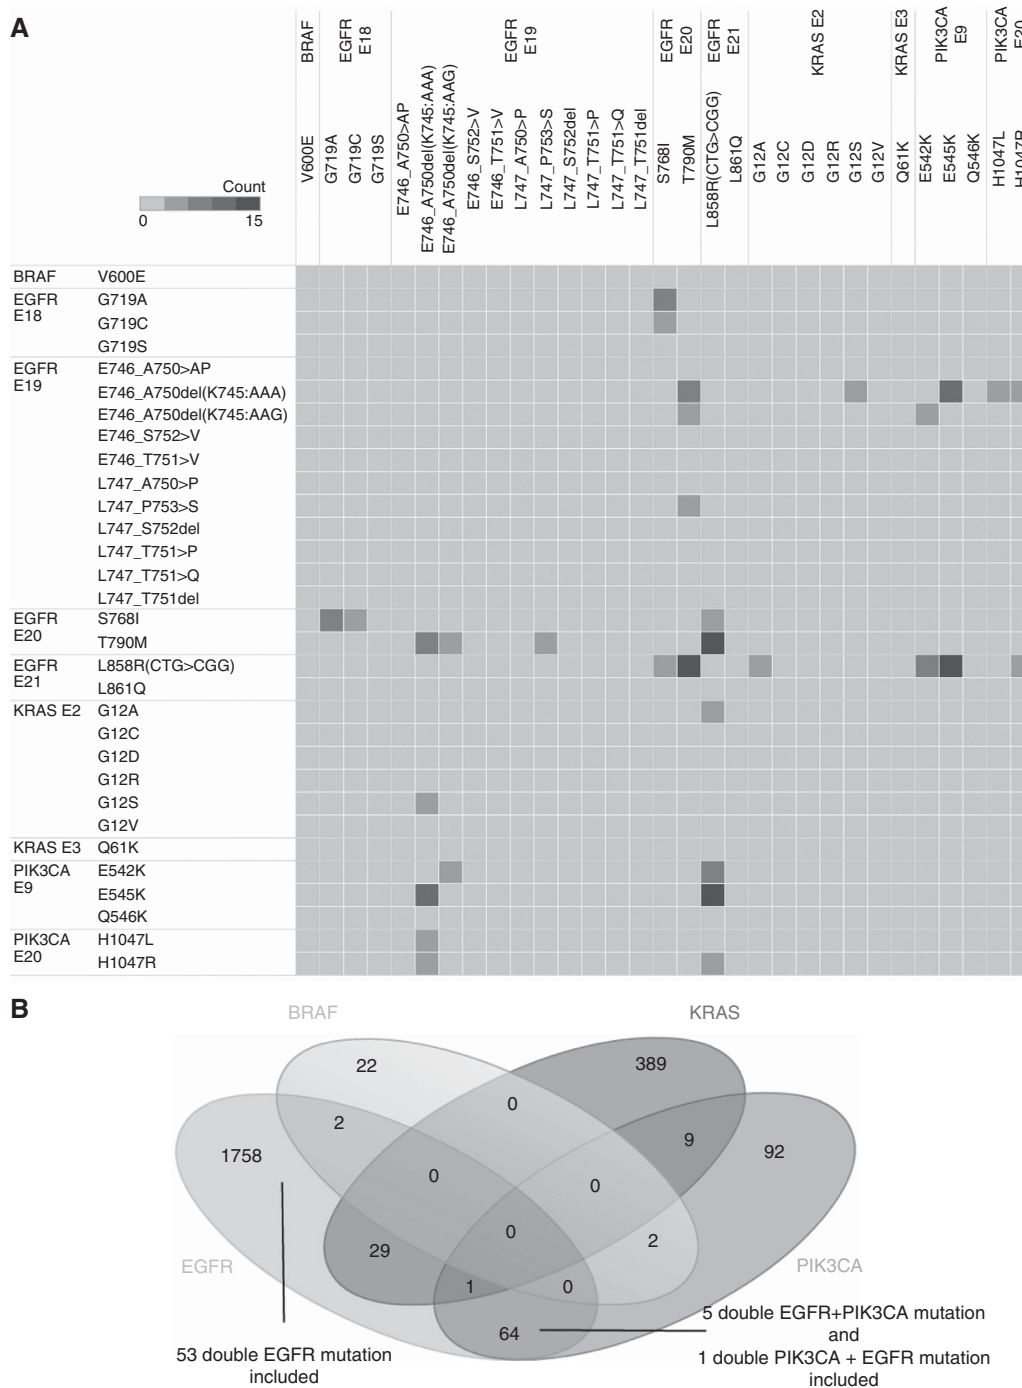 A
BRAF
EGFR
E18
EGFR
E19
EGFR
E20
EGFR
E21
KRAS E2
KRAS E3
PIK3CA
E9
PIK3CA
V600E
G719A
G719C
G719S
E746_A750>AP
E746_A750del(K745:AAA)
E746_A750del(K745:AAG)
E746_S752>V
E746_T751>V
L747_A750>P
L747_P753>S
L747_S752del
L747_T751>P
L747_T751>Q
L747_T751del
S768I
T790M
L858R(CTG>CGG)
L861Q
G12A
G12C
G12D
G12R
G12S
G12V
Q61K
E542K
E545K
Q546K
H1047L
Count
0 15
BRAF V600E
EGFR G719A
E18
G719C
G719S
EGFR E746_A750>AP
E19
E746_A750del(K745:AAA)
E746_A750del(K745:AAG)
E746_S752>V
E746_T751>V
L747_A750>P
L747_P753>S
L747_S752del
L747_T751>P
L747_T751>Q
L747_T751del
EGFR S768I
E20
T790M
EGFR L858R(CTG>CGG)
E21
L861Q
KRAS E2 G12A
G12C
G12D
G12R
G12S
G12V
KRAS E3 Q61K
PIK3CA E542K
E9
E545K
Q546K
PIK3CA H1047L
E20
H1047R
B
BRAF KRAS
22 389
0
2 9
1758 92
0 0
0
29 2
EGFR PIK3CA
1 0
64
5 double EGFR+PIK3CA mutation
and
1 double PIK3CA + EGFR mutation
included
53 double EGFR mutation
included